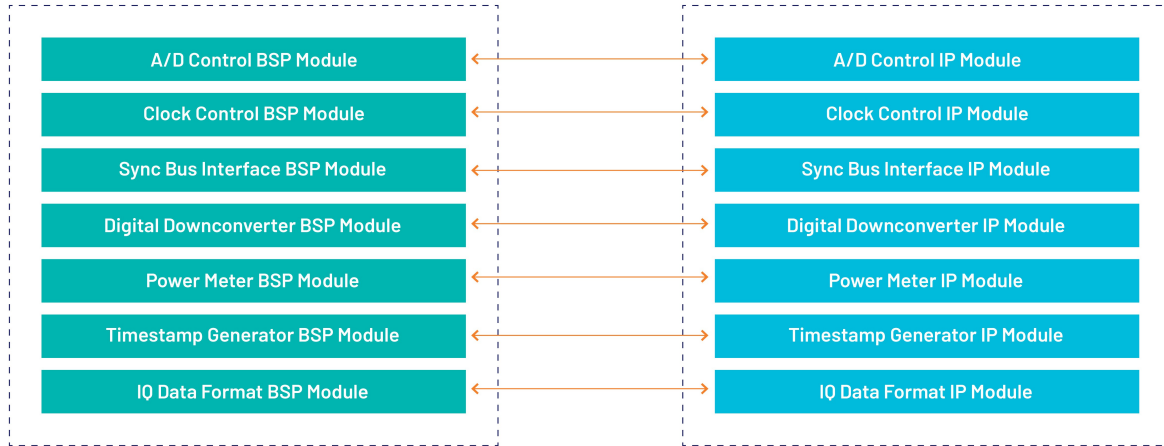 A/D Control BSP Module
A/D Control IP Module
Clock Control BSP Module
Clock Control IP Module
Sync Bus Interface BSP Module
Sync Bus Interface IP Module
Digital Downconverter BSP Module
Digital Downconverter IP Module
Power Meter BSP Module
Power Meter IP Module
Timestamp Generator BSP Module
Timestamp Generator IP Module
IQ Data Format BSP Module
IQ Data Format IP Module